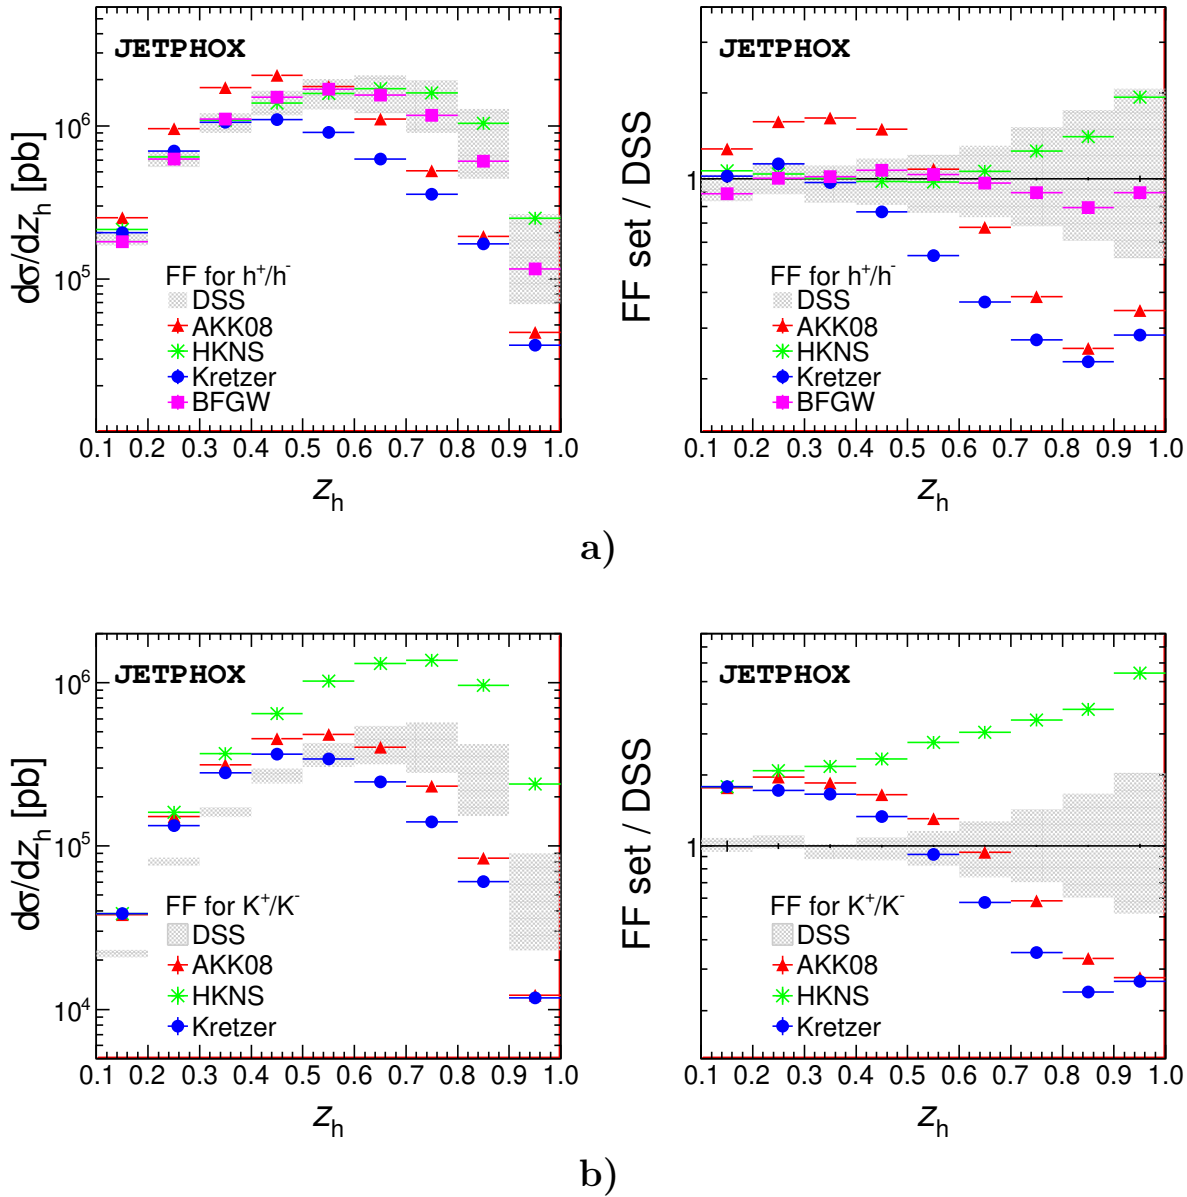 JETPHOX
dσ/dz_h [pb]
10^6
10^5
FF for h^+/h^-
DSS
AKK08
HKNS
Kretzer
BFGW
0.1 0.2 0.3 0.4 0.5 0.6 0.7 0.8 0.9 1.0
z_h
JETPHOX
FF set / DSS
1
FF for h^+/h^-
DSS
AKK08
HKNS
Kretzer
BFGW
0.1 0.2 0.3 0.4 0.5 0.6 0.7 0.8 0.9 1.0
z_h
a)
JETPHOX
dσ/dz_h [pb]
10^6
10^5
10^4
FF for K^+/K^-
DSS
AKK08
HKNS
Kretzer
0.1 0.2 0.3 0.4 0.5 0.6 0.7 0.8 0.9 1.0
z_h
JETPHOX
FF set / DSS
1
FF for K^+/K^-
DSS
AKK08
HKNS
Kretzer
0.1 0.2 0.3 0.4 0.5 0.6 0.7 0.8 0.9 1.0
z_h
b)